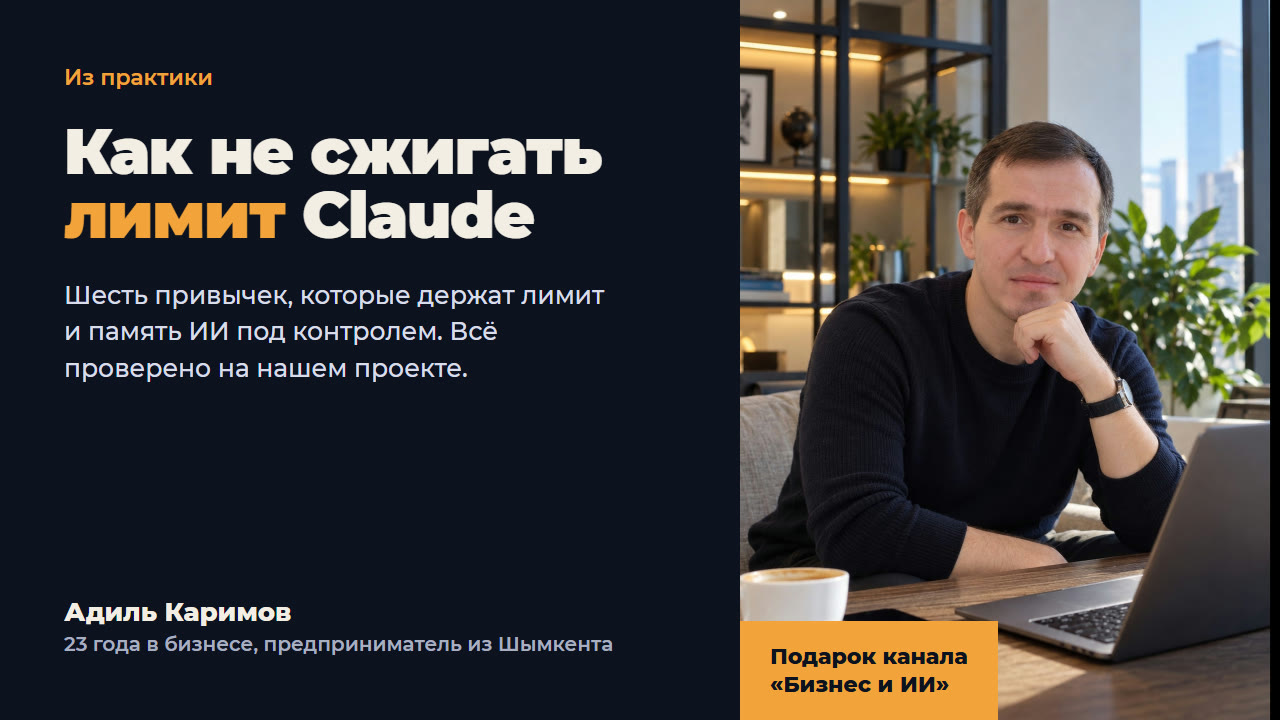 Из практики
Как не сжигать
лимит Claude
Шесть привычек, которые держат лимит
и память ИИ под контролем. Всё
проверено на нашем проекте.
Адиль Каримов
23 года в бизнесе, предприниматель из Шымкента
Подарок канала
«Бизнес и ИИ»